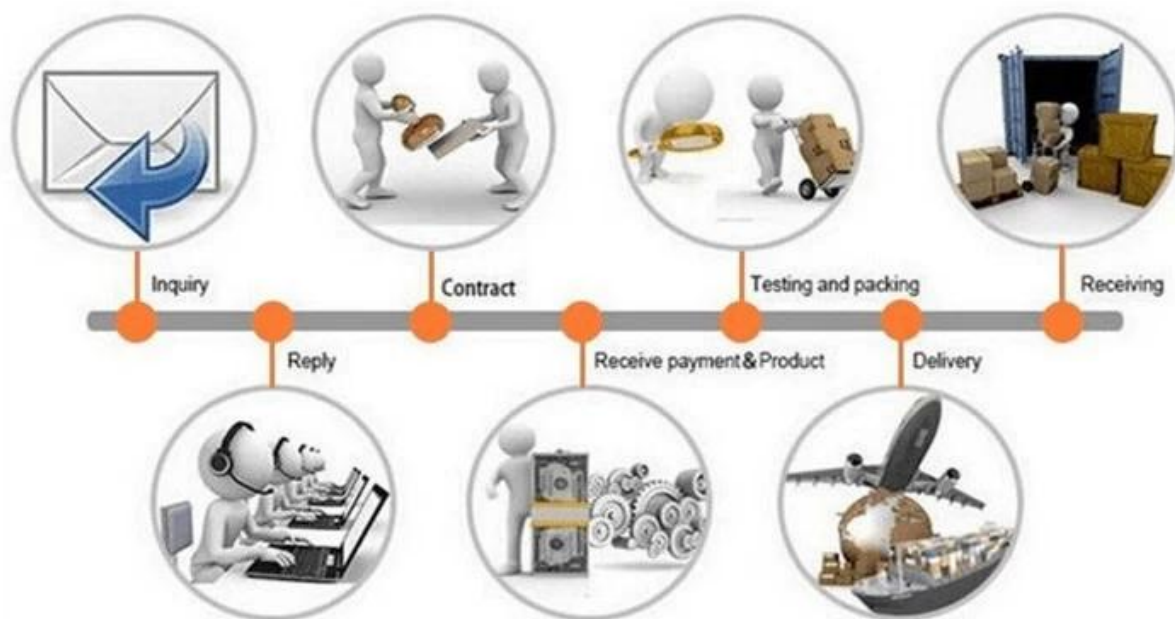 Inquiry
Reply
Contract
Receive payment&Product
Testing and packing
Delivery
Receiving